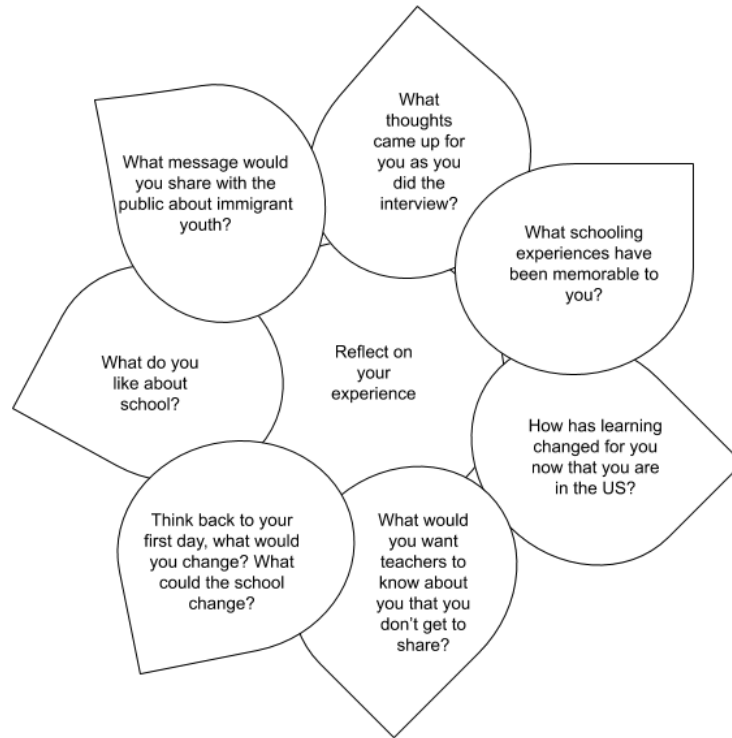 What
thoughts
came up for
you as you
did the
interview?
What message would
you share with the
public about immigrant
youth?
What schooling
experiences have
been memorable to
you?
Reflect on
your
experience
What do you
like about
school?
How has learning
changed for you
now that you are
in the US?
Think back to your
first day, what would
you change? What
could the school
change?
What would
you want
teachers to
know about
you that you
don't get to
share?